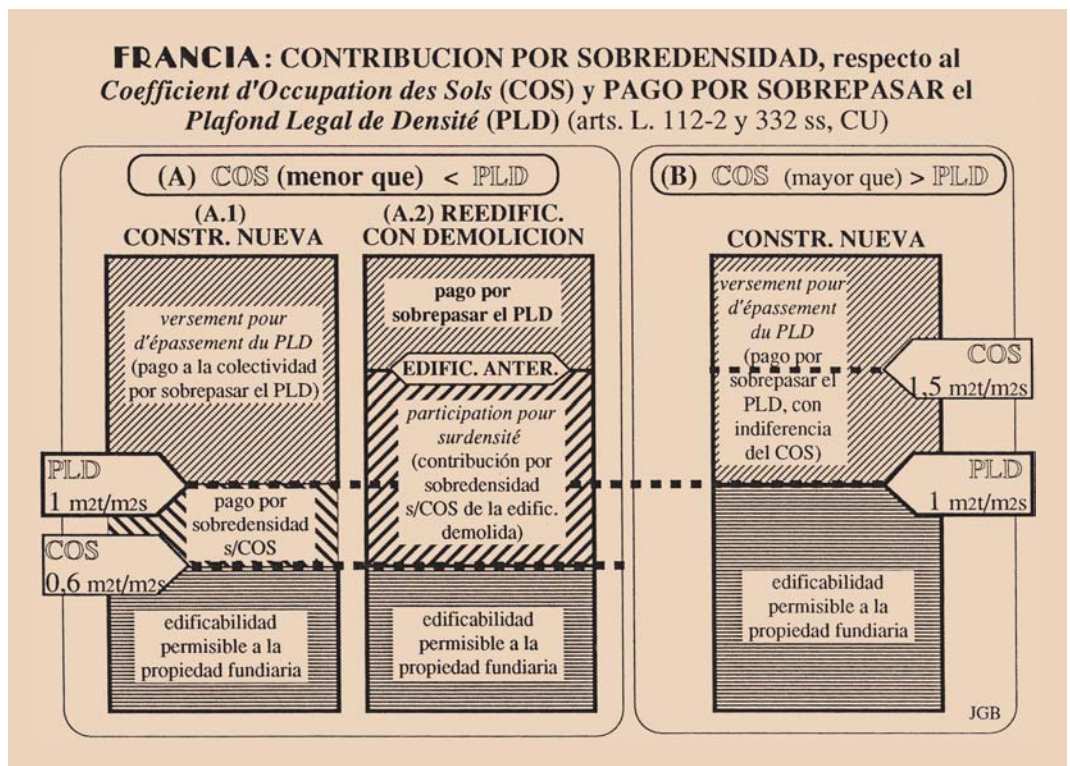 FRANCIA: CONTRIBUCION POR SOBREDENSIDAD, respecto al
Coefficient d'Occupation des Sols (COS) y PAGO POR SOBREPASAR el
Plafond Legal de Densité (PLD) (arts. L. 112-2 y 332 ss, CU)
(A) COS (menor que) < PLD
(A.1)
CONSTR. NUEVA
versement pour
d'épassement du PLD
(pago a la colectividad
por sobrepasar el PLD)
PLD
1 m2t/m2s
pago por
sobredensidad
s/COS
COS
0,6 m2t/m2s
edificabilidad
permisible a la
propiedad fundiaria
(A.2) REEDIFIC.
CON DEMOLICION
pago por
sobrepasar el PLD
EDIFIC. ANTER.
participation pour
surdensité
(contribución por
sobredensidad
s/COS de la edific.
demolida)
edificabilidad
permisible a la
propiedad fundiaria
(B) COS (mayor que) > PLD
CONSTR. NUEVA
versement pour
d'épassement
du PLD
(pago por
sobrepasar el
PLD, con
indiferencia
del COS)
COS
1,5 m2t/m2s
PLD
1 m2t/m2s
edificabilidad
permisible a la
propiedad fundiaria
JGB